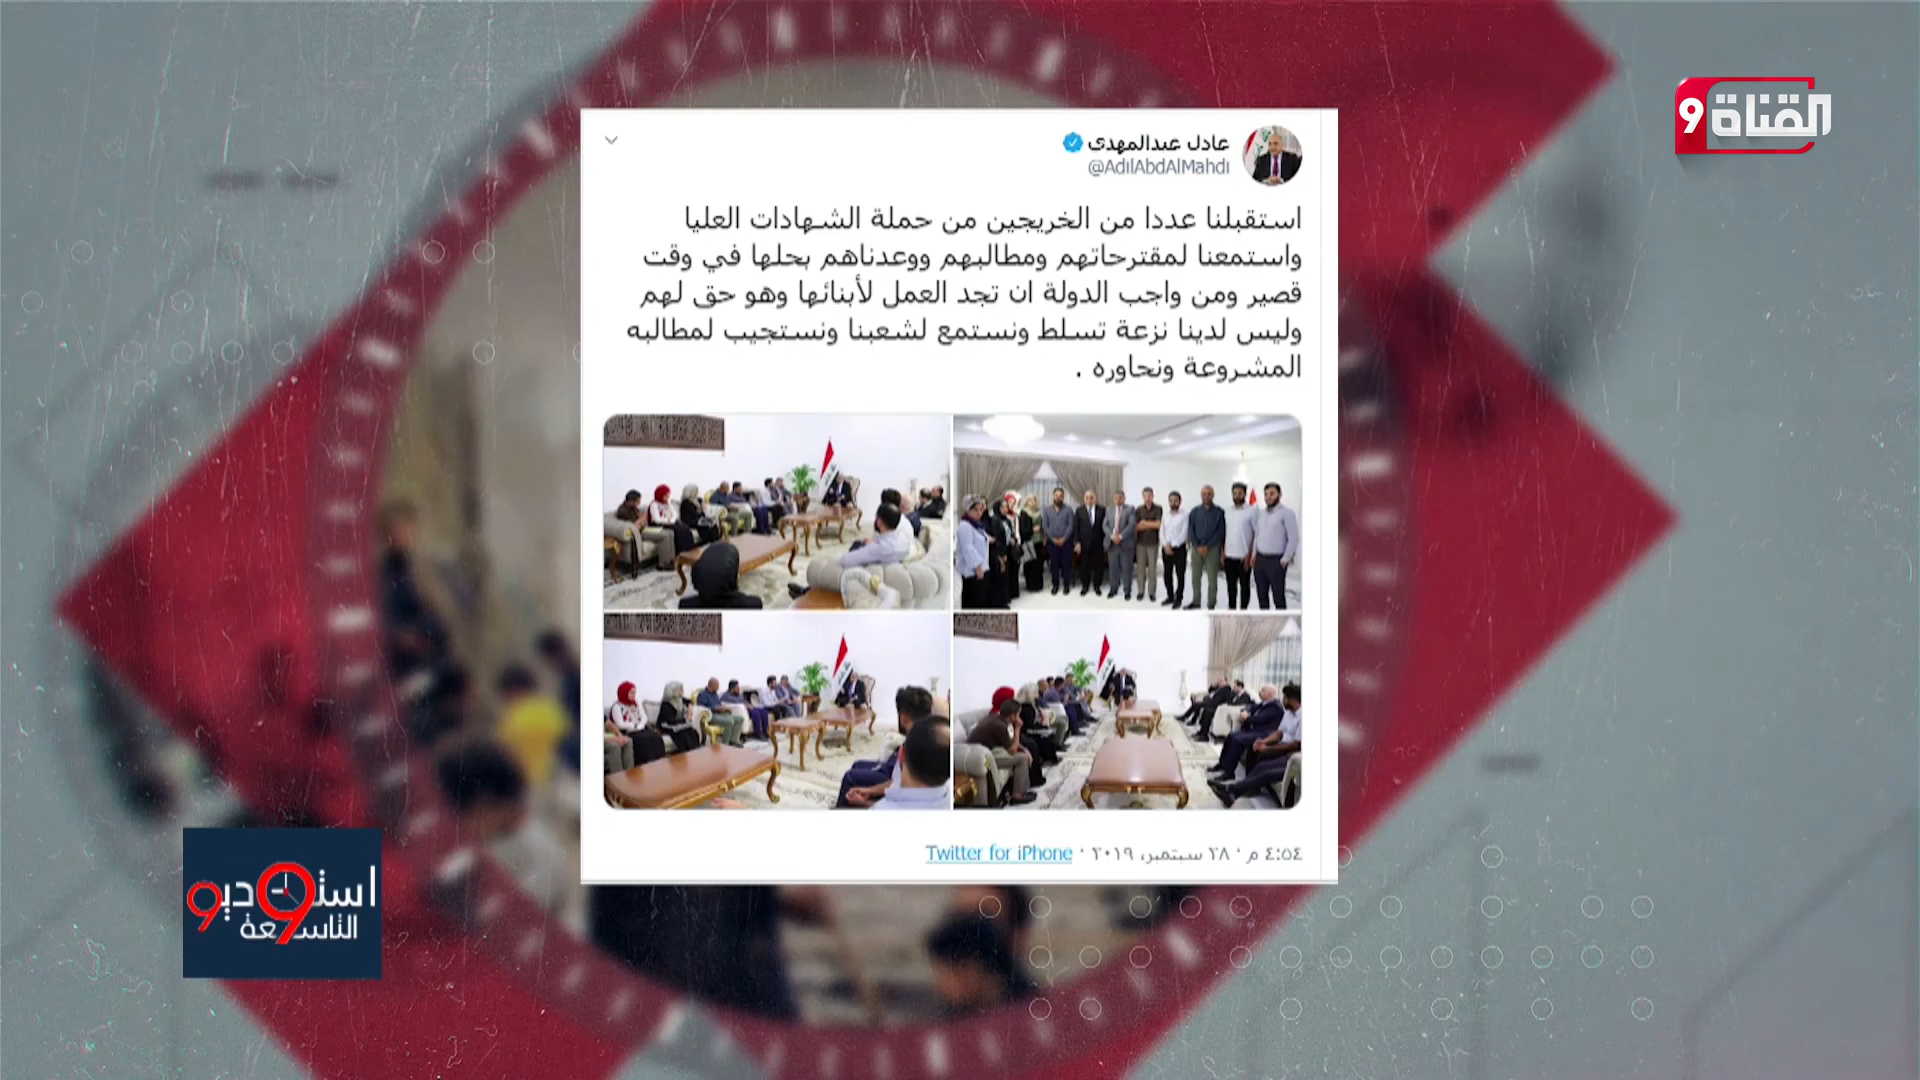 القناة 9
عادل عبدالمهدي
@AdilAbdAlMahdi
استقبلنا عددا من الخريجين من حملة الشهادات العليا
واستمعنا لمقترحاتهم ومطالبهم ووعدناهم بحلها في وقت
قصير ومن واجب الدولة ان تجد العمل لأبنائها وهو حق لهم
وليس لدينا نزعة تسلط ونستمع لشعبنا ونستجيب لمطالبه
المشروعة ونحاوره .
٤:٥٤ م · ٢٨ سبتمبر، ٢٠١٩ · Twitter for iPhone
استوديو 9
التاسعة